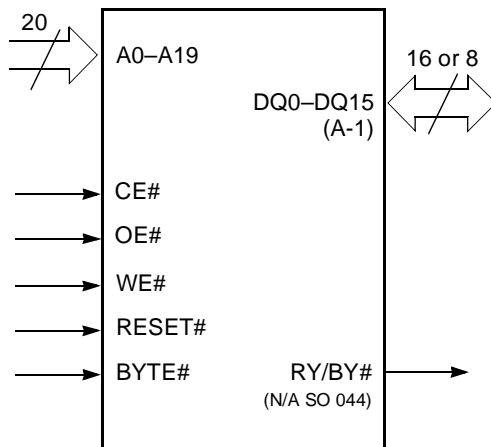 20
A0–A19
16 or 8
DQ0–DQ15
(A-1)
CE#
OE#
WE#
RESET#
BYTE#
RY/BY#
(N/A SO 044)